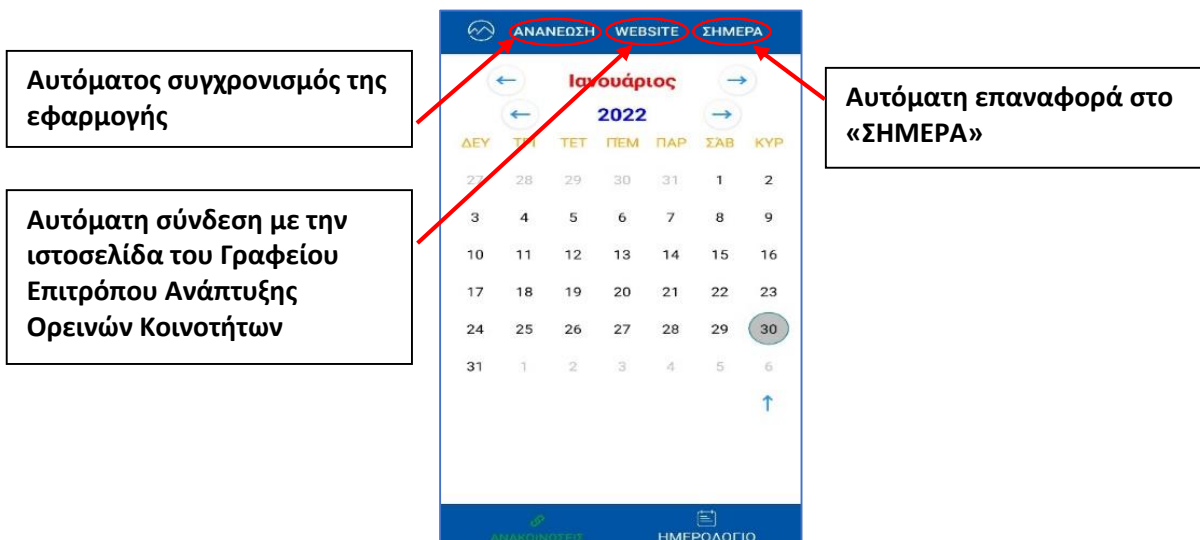 ΑΝΑΝΕΩΣΗ WEBSITE ΣΗΜΕΡΑ
Αυτόματος συγχρονισμός της
εφαρμογής
Αυτόματη σύνδεση με την
ιστοσελίδα του Γραφείου
Επιτρόπου Ανάπτυξης
Ορεινών Κοινοτήτων
Αυτόματη επαναφορά στο
«ΣΗΜΕΡΑ»
← Ιανουάριος →
← 2022 →
ΔΕΥ ΤΡΙ ΤΕΤ ΠΕΜ ΠΑΡ ΣΑΒ ΚΥΡ
27 28 29 30 31 1 2
3 4 5 6 7 8 9
10 11 12 13 14 15 16
17 18 19 20 21 22 23
24 25 26 27 28 29 30
31 1 2 3 4 5 6
↑
ΑΝΑΚΟΙΝΩΣΕΙΣ ΗΜΕΡΟΛΟΓΙΟ